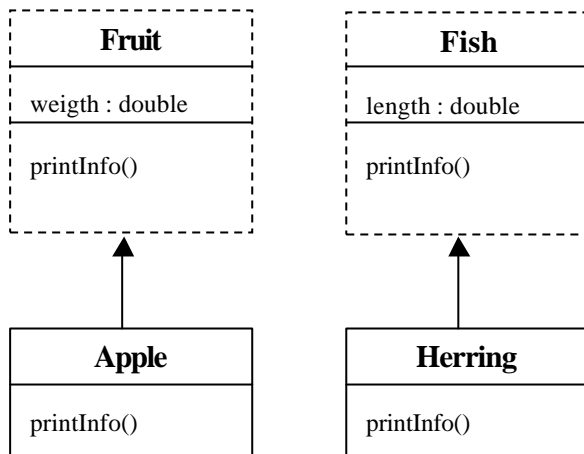 Fruit
weigth : double
printInfo()
Fish
length : double
printInfo()
Apple
printInfo()
Herring
printInfo()